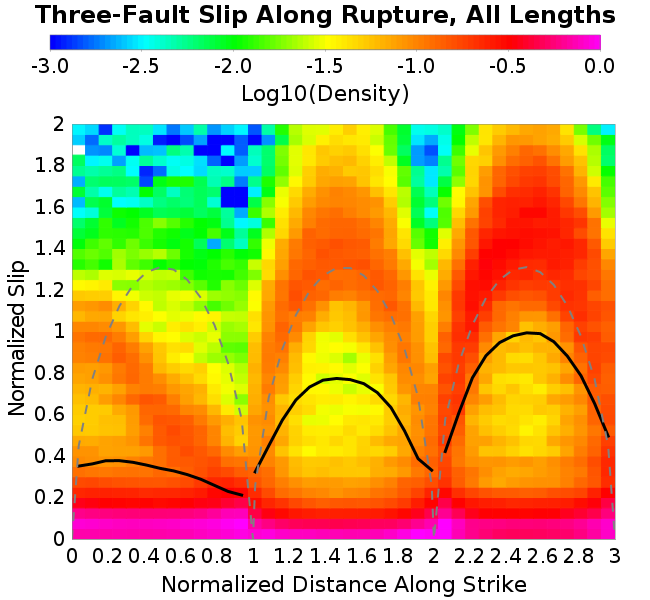 Three-Fault Slip Along Rupture, All Lengths
-3.0 -2.5 -2.0 -1.5 -1.0 -0.5 0.0
Log10(Density)
2
1.8
1.6
1.4
1.2
1
0.8
0.6
0.4
0.2
0
Normalized Slip
0 0.2 0.4 0.6 0.8 1 1.2 1.4 1.6 1.8 2 2.2 2.4 2.6 2.8 3
Normalized Distance Along Strike